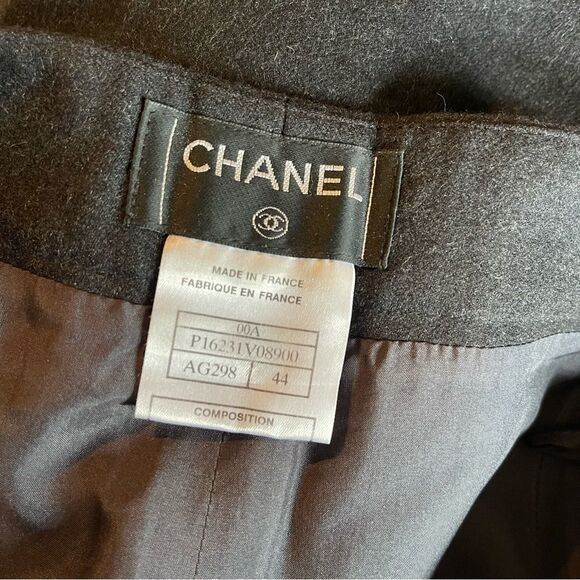 CHANEL
MADE IN FRANCE
FABRIQUE EN FRANCE
00A
P16231V08900
AG298 44
COMPOSITION